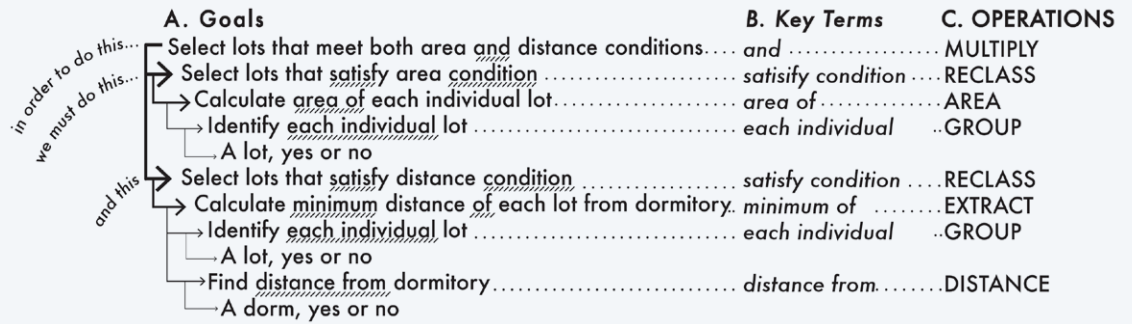 A. Goals B. Key Terms C. OPERATIONS
in order to do this... Select lots that meet both area and distance conditions.... and .................... MULTIPLY
we must do this... Select lots that satisfy area condition ........................... satisify condition .... RECLASS
Calculate area of each individual lot......................... area of ................ AREA
Identify each individual lot ..................................... each individual ..GROUP
A lot, yes or no
and this Select lots that satisfy distance condition ..................... satisfy condition .... RECLASS
Calculate minimum distance of each lot from dormitory.. minimum of ........ EXTRACT
Identify each individual lot ..................................... each individual ..GROUP
A lot, yes or no
Find distance from dormitory.................................. distance from........DISTANCE
A dorm, yes or no